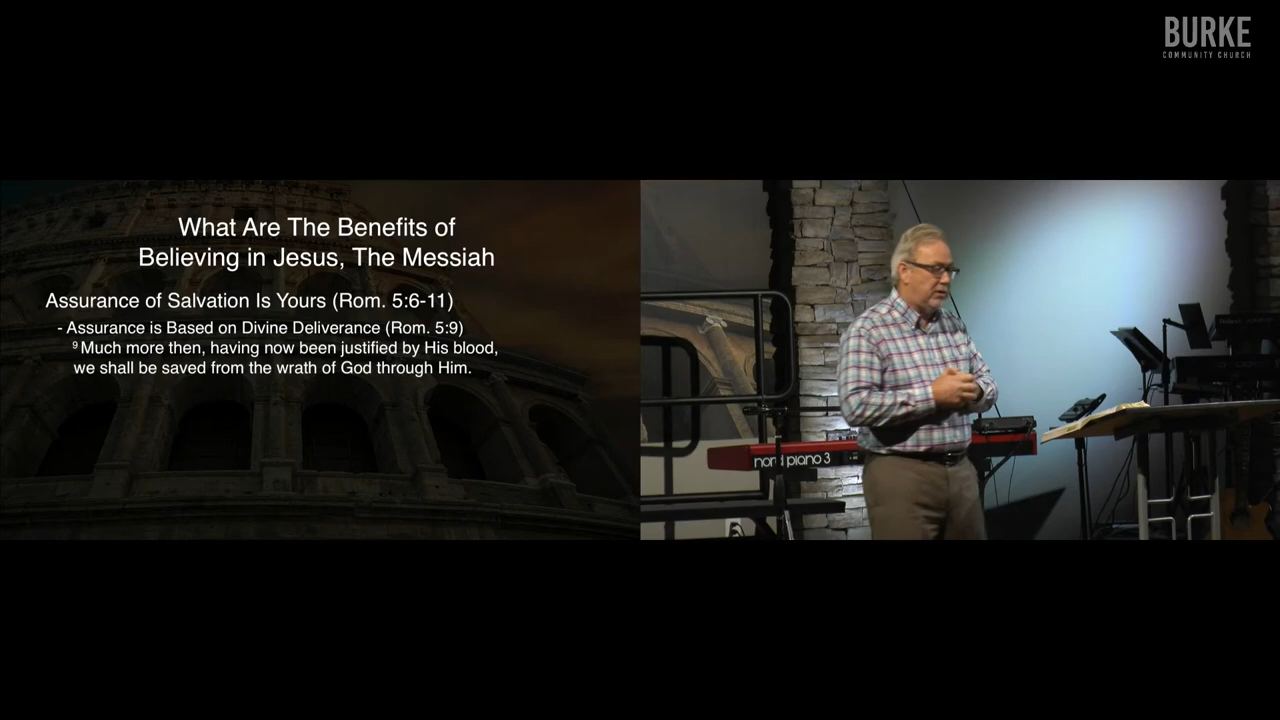 BURKE
COMMUNITY CHURCH
What Are The Benefits of
Believing in Jesus, The Messiah
Assurance of Salvation Is Yours (Rom. 5:6-11)
- Assurance is Based on Divine Deliverance (Rom. 5:9)
9 Much more then, having now been justified by His blood,
we shall be saved from the wrath of God through Him.
nord piano 3